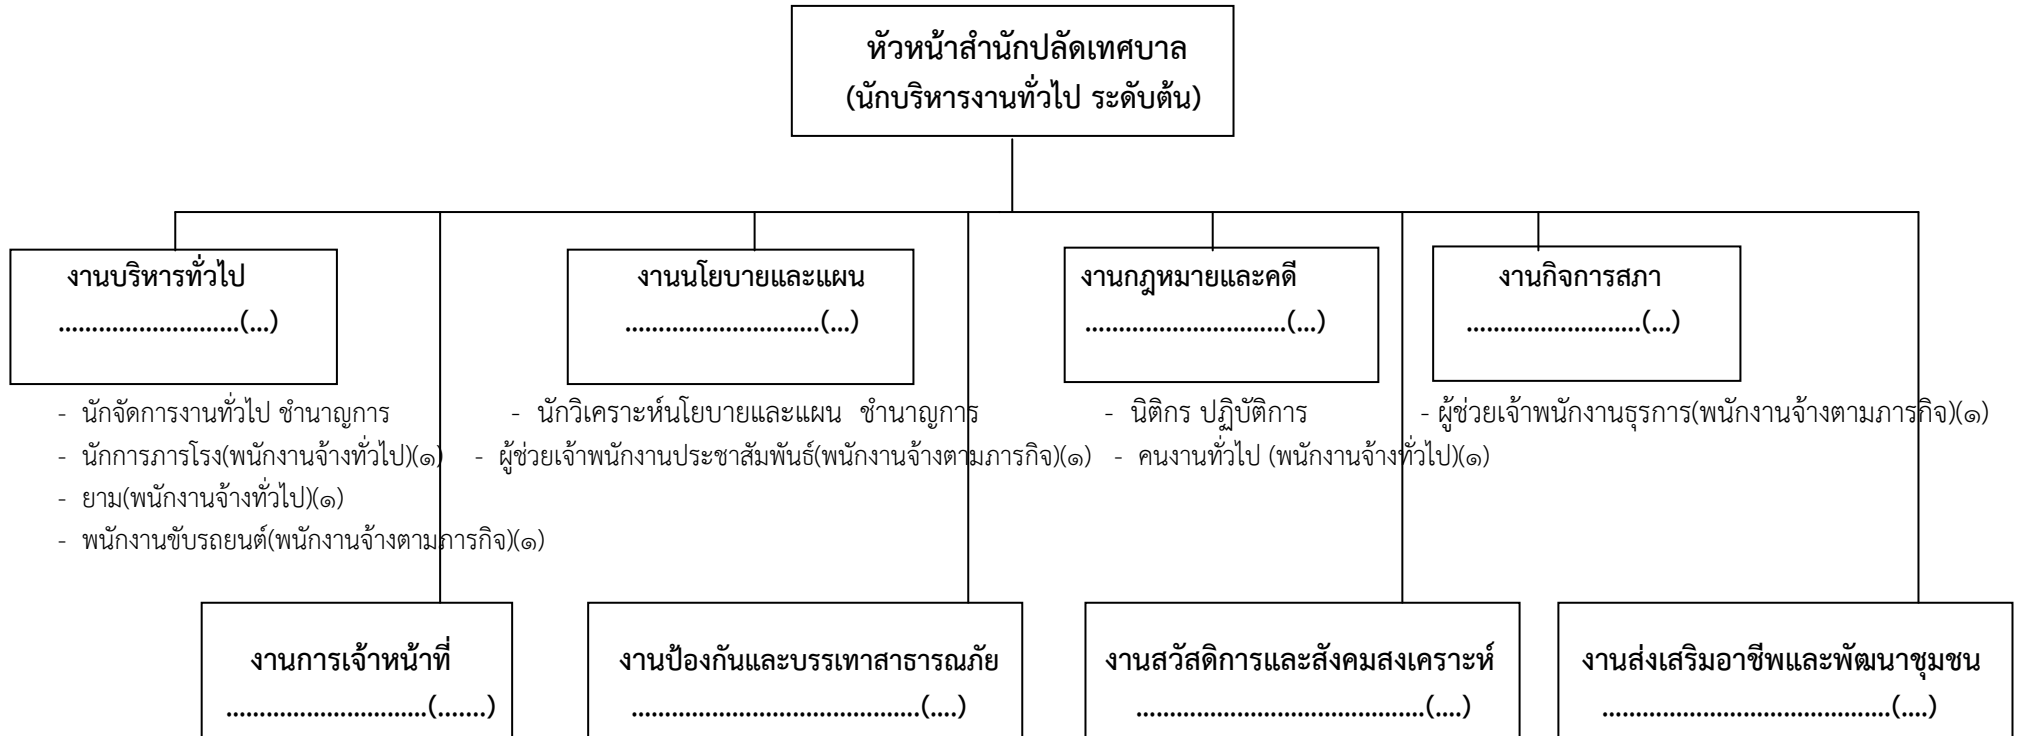 หัวหน้าสำนักปลัดเทศบาล
(นักบริหารงานทั่วไป ระดับต้น)
งานบริหารทั่วไป
...........................(...)
งานนโยบายและแผน
.............................(...)
งานกฎหมายและคดี
..............................(...)
งานกิจการสภา
..........................(...)
- นักจัดการงานทั่วไป ชำนาญการ
- นักการภารโรง(พนักงานจ้างทั่วไป)(๑)
- ยาม(พนักงานจ้างทั่วไป)(๑)
- พนักงานขับรถยนต์(พนักงานจ้างตามภารกิจ)(๑)
- นักวิเคราะห์นโยบายและแผน ชำนาญการ
- ผู้ช่วยเจ้าพนักงานประชาสัมพันธ์(พนักงานจ้างตามภารกิจ)(๑)
- นิติกร ปฏิบัติการ
- คนงานทั่วไป (พนักงานจ้างทั่วไป)(๑)
- ผู้ช่วยเจ้าพนักงานธุรการ(พนักงานจ้างตามภารกิจ)(๑)
งานการเจ้าหน้าที่
..............................(.......)
งานป้องกันและบรรเทาสาธารณภัย
...........................................(....)
งานสวัสดิการและสังคมสงเคราะห์
...........................................(....)
งานส่งเสริมอาชีพและพัฒนาชุมชน
...........................................(....)